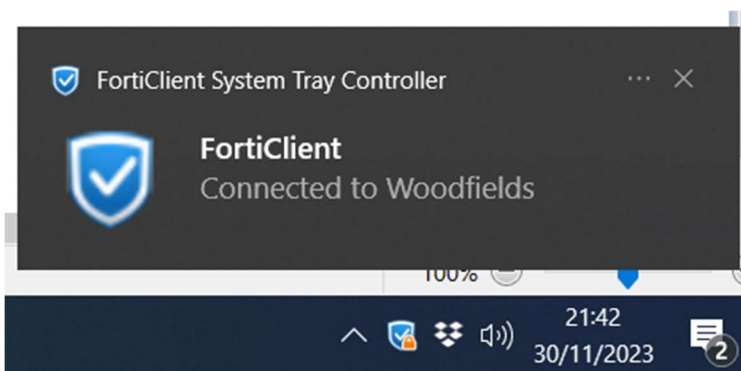 FortiClient System Tray Controller
FortiClient
Connected to Woodfields
100%
21:42
30/11/2023
2